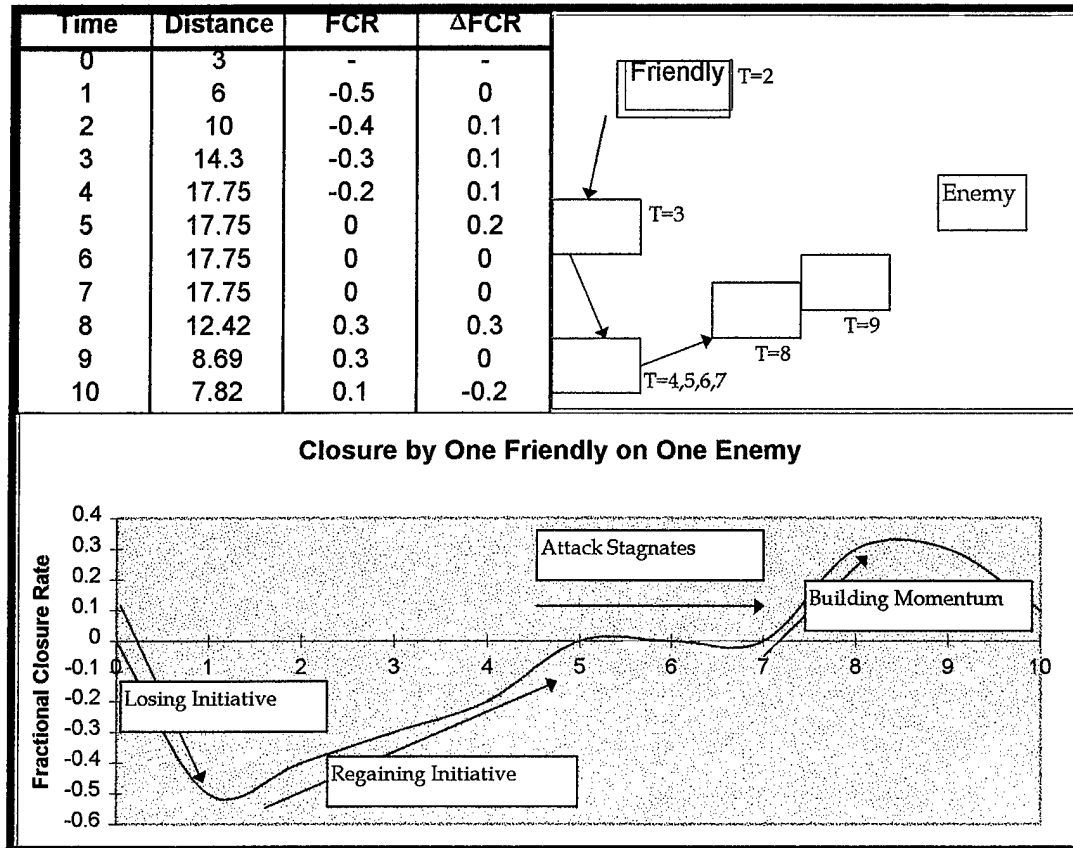 Time Distance FCR ΔFCR
0 3 - -
1 6 -0.5 0
2 10 -0.4 0.1
3 14.3 -0.3 0.1
4 17.75 -0.2 0.1
5 17.75 0 0.2
6 17.75 0 0
7 17.75 0 0
8 12.42 0.3 0.3
9 8.69 0.3 0
10 7.82 0.1 -0.2
Friendly T=2
Enemy
T=3
T=9
T=8
T=4,5,6,7
Closure by One Friendly on One Enemy
Fractional Closure Rate
0.4
0.3
0.2
0.1
0
-0.1
-0.2
-0.3
-0.4
-0.5
-0.6
0 1 2 3 4 5 6 7 8 9 10
Attack Stagnates
Building Momentum
Losing Initiative
Regaining Initiative